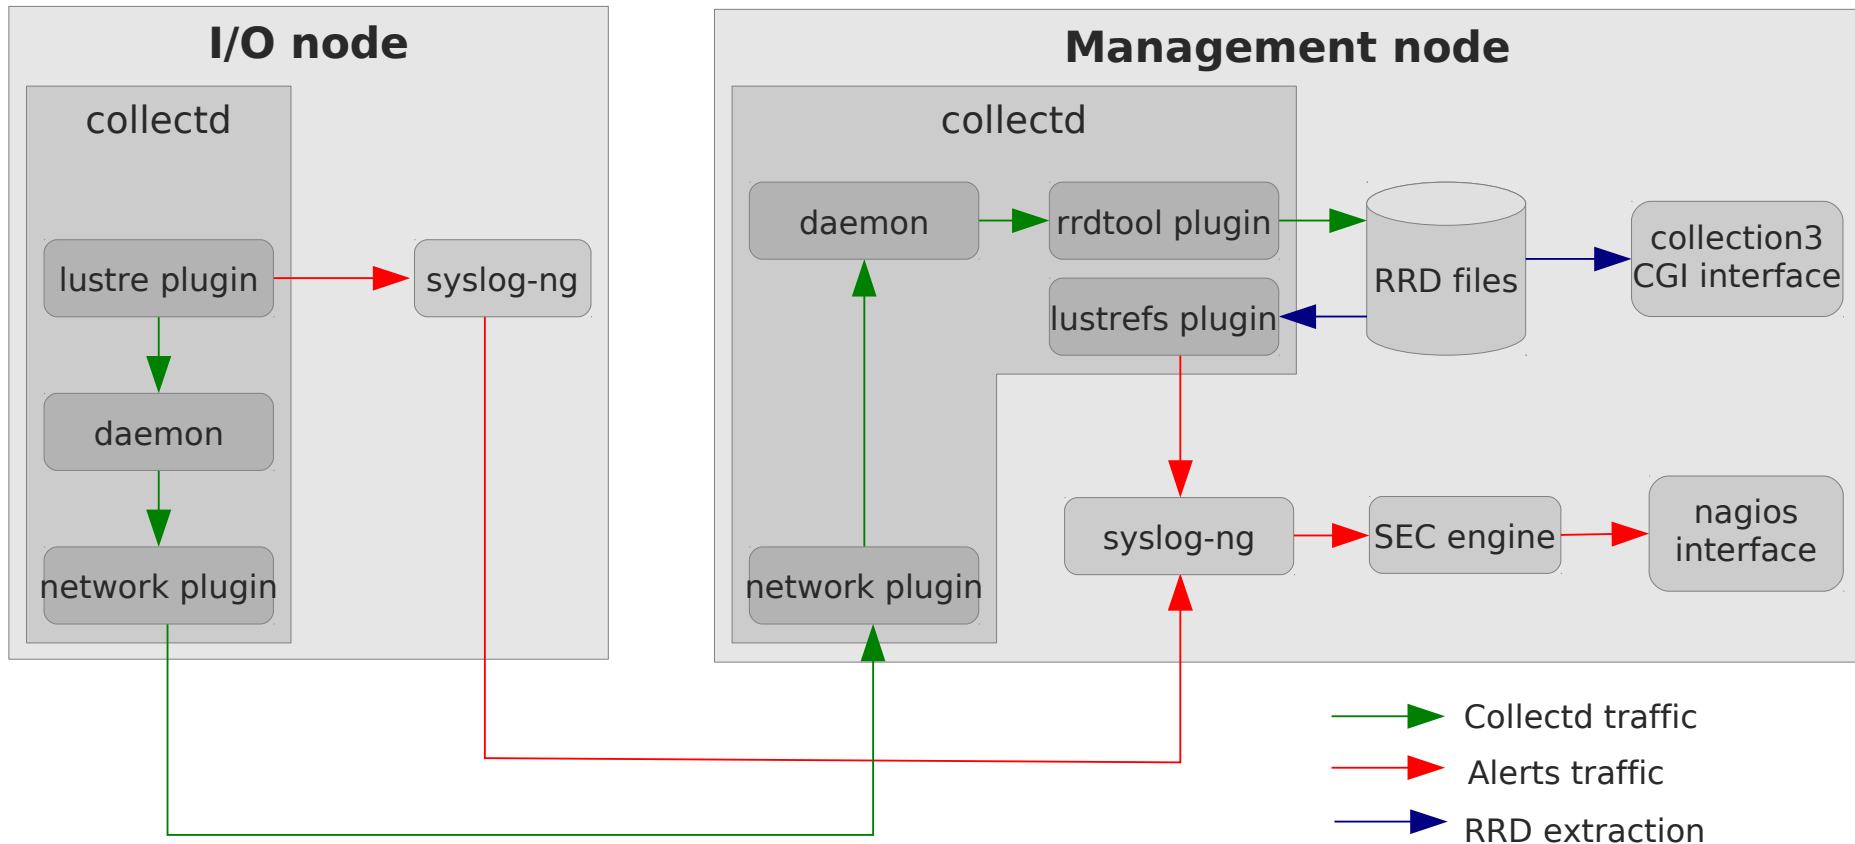 I/O node
collectd
lustre plugin
syslog-ng
daemon
network plugin
Management node
collectd
daemon
rrdtool plugin
lustrefs plugin
RRD files
collection3
CGI interface
network plugin
syslog-ng
SEC engine
nagios
interface
Collectd traffic
Alerts traffic
RRD extraction